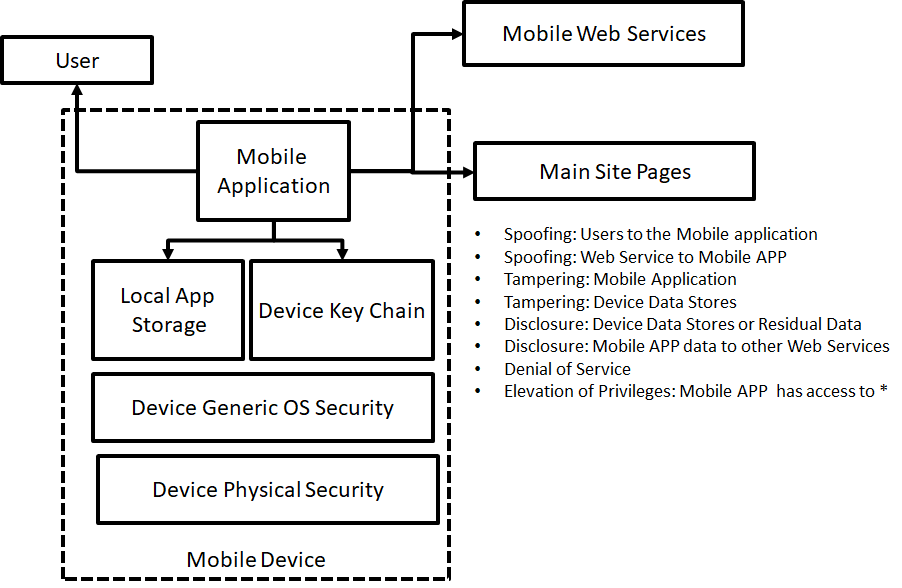 Mobile Web Services
User
Mobile
Application
Main Site Pages
• Spoofing: Users to the Mobile application
• Spoofing: Web Service to Mobile APP
• Tampering: Mobile Application
• Tampering: Device Data Stores
• Disclosure: Device Data Stores or Residual Data
• Disclosure: Mobile APP data to other Web Services
• Denial of Service
• Elevation of Privileges: Mobile APP has access to *
Local App
Storage
Device Key Chain
Device Generic OS Security
Device Physical Security
Mobile Device